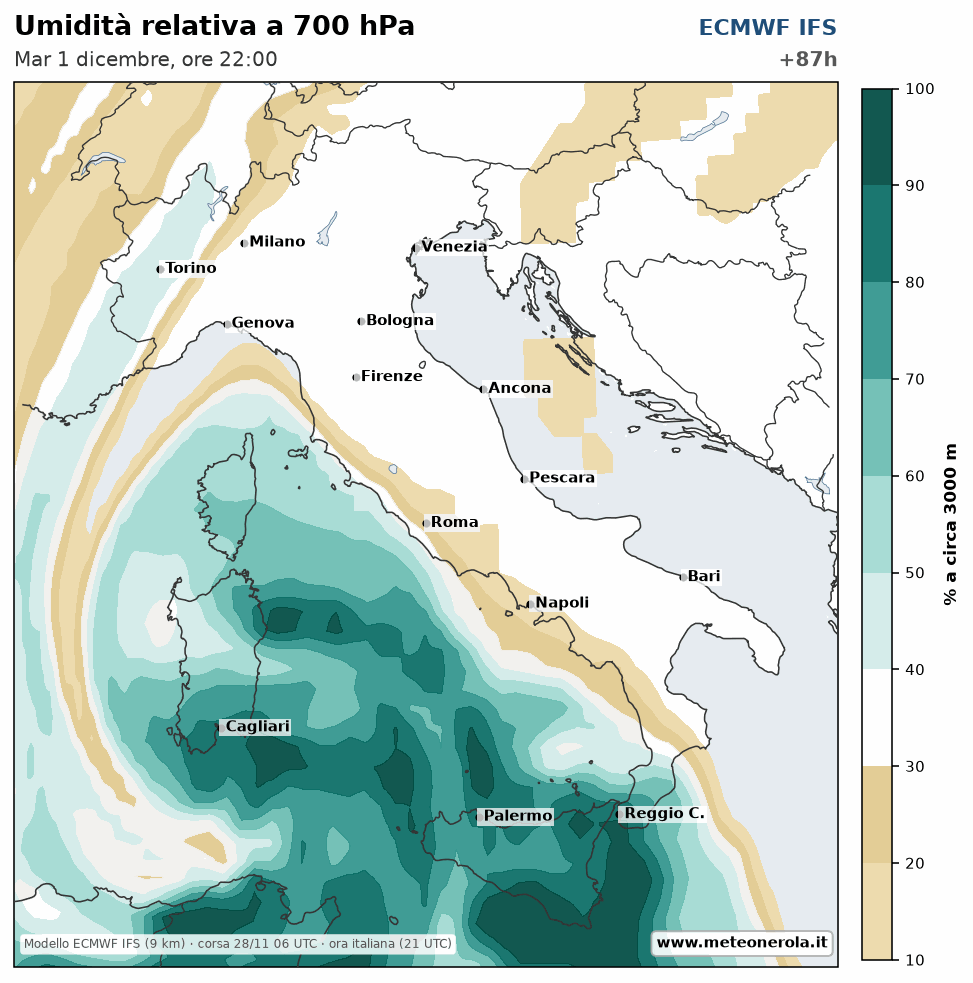 Umidità relativa a 700 hPa
ECMWF IFS
Mar 1 dicembre, ore 22:00
+87h
Milano
Venezia
Torino
Genova
Bologna
Firenze
Ancona
Pescara
Roma
Bari
Napoli
Cagliari
Palermo
Reggio C.
Modello ECMWF IFS (9 km) · corsa 28/11 06 UTC · ora italiana (21 UTC)
www.meteonerola.it
100
90
80
70
60
50
40
30
20
10
% a circa 3000 m